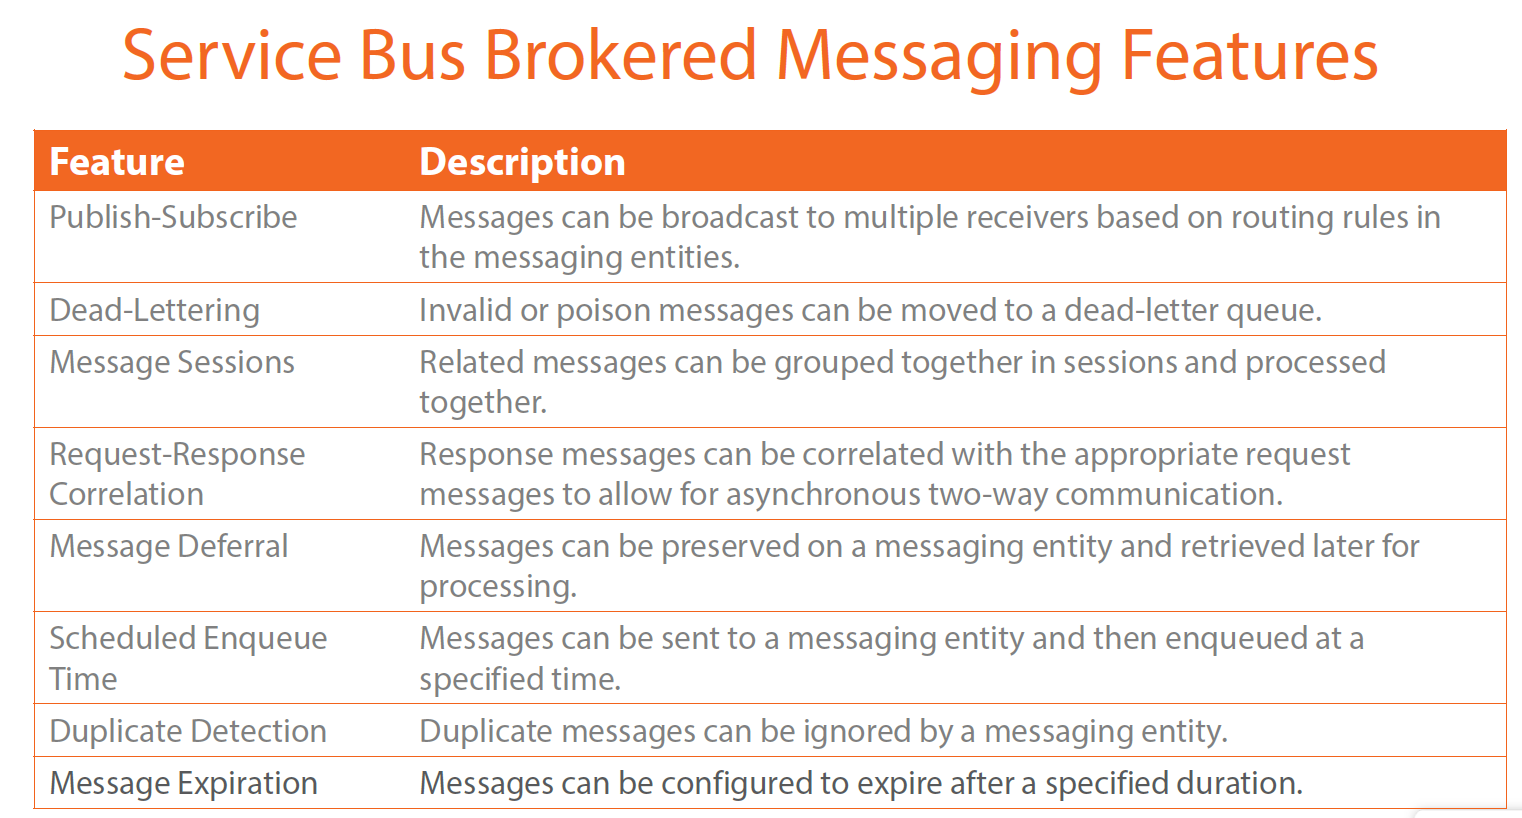 Service Bus Brokered Messaging Features
Feature Description
Publish-Subscribe Messages can be broadcast to multiple receivers based on routing rules in
the messaging entities.
Dead-Lettering Invalid or poison messages can be moved to a dead-letter queue.
Message Sessions Related messages can be grouped together in sessions and processed
together.
Request-Response Response messages can be correlated with the appropriate request
Correlation messages to allow for asynchronous two-way communication.
Message Deferral Messages can be preserved on a messaging entity and retrieved later for
processing.
Scheduled Enqueue Messages can be sent to a messaging entity and then enqueued at a
Time specified time.
Duplicate Detection Duplicate messages can be ignored by a messaging entity.
Message Expiration Messages can be configured to expire after a specified duration.